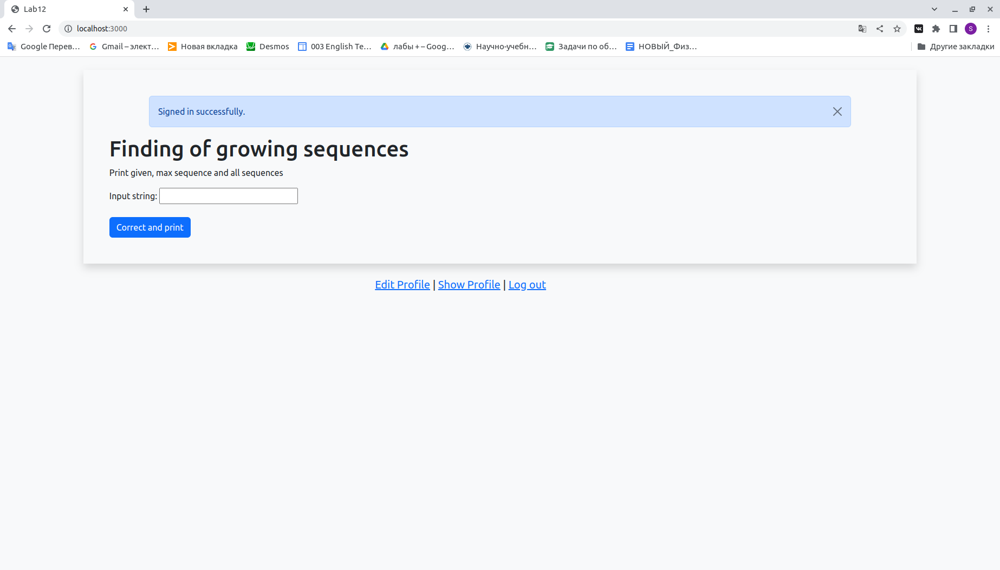 Lab12
localhost:3000
S
Google Перев… Gmail – элект… Новая вкладка Desmos 003 English Te… лабы + – Goog… Научно-учебн… Задачи по об… НОВЫЙ_Физ… Другие закладки
Signed in successfully.
Finding of growing sequences
Print given, max sequence and all sequences
Input string:
Correct and print
Edit Profile | Show Profile | Log out